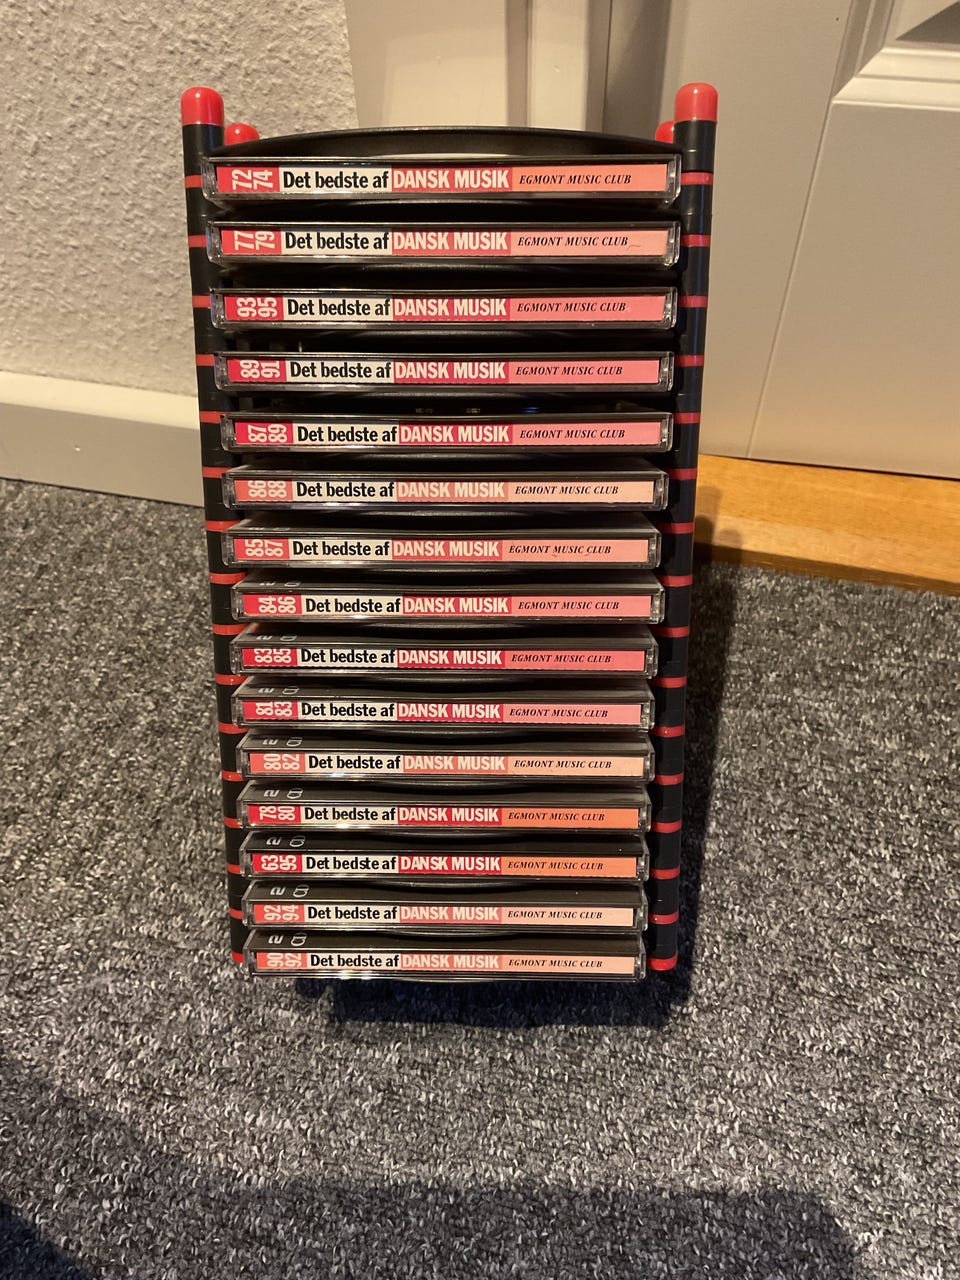 72 74 Det bedste af DANSK MUSIK EGMONT MUSIC CLUB
77 79 Det bedste af DANSK MUSIK EGMONT MUSIC CLUB
93 95 Det bedste af DANSK MUSIK EGMONT MUSIC CLUB
89 91 Det bedste af DANSK MUSIK EGMONT MUSIC CLUB
87 89 Det bedste af DANSK MUSIK EGMONT MUSIC CLUB
86 88 Det bedste af DANSK MUSIK EGMONT MUSIC CLUB
85 87 Det bedste af DANSK MUSIK EGMONT MUSIC CLUB
84 86 Det bedste af DANSK MUSIK EGMONT MUSIC CLUB
83 85 Det bedste af DANSK MUSIK EGMONT MUSIC CLUB
81 83 Det bedste af DANSK MUSIK EGMONT MUSIC CLUB
80 82 Det bedste af DANSK MUSIK EGMONT MUSIC CLUB
78 80 Det bedste af DANSK MUSIK EGMONT MUSIC CLUB
63 95 Det bedste af DANSK MUSIK EGMONT MUSIC CLUB
92 94 Det bedste af DANSK MUSIK EGMONT MUSIC CLUB
90 92 Det bedste af DANSK MUSIK EGMONT MUSIC CLUB